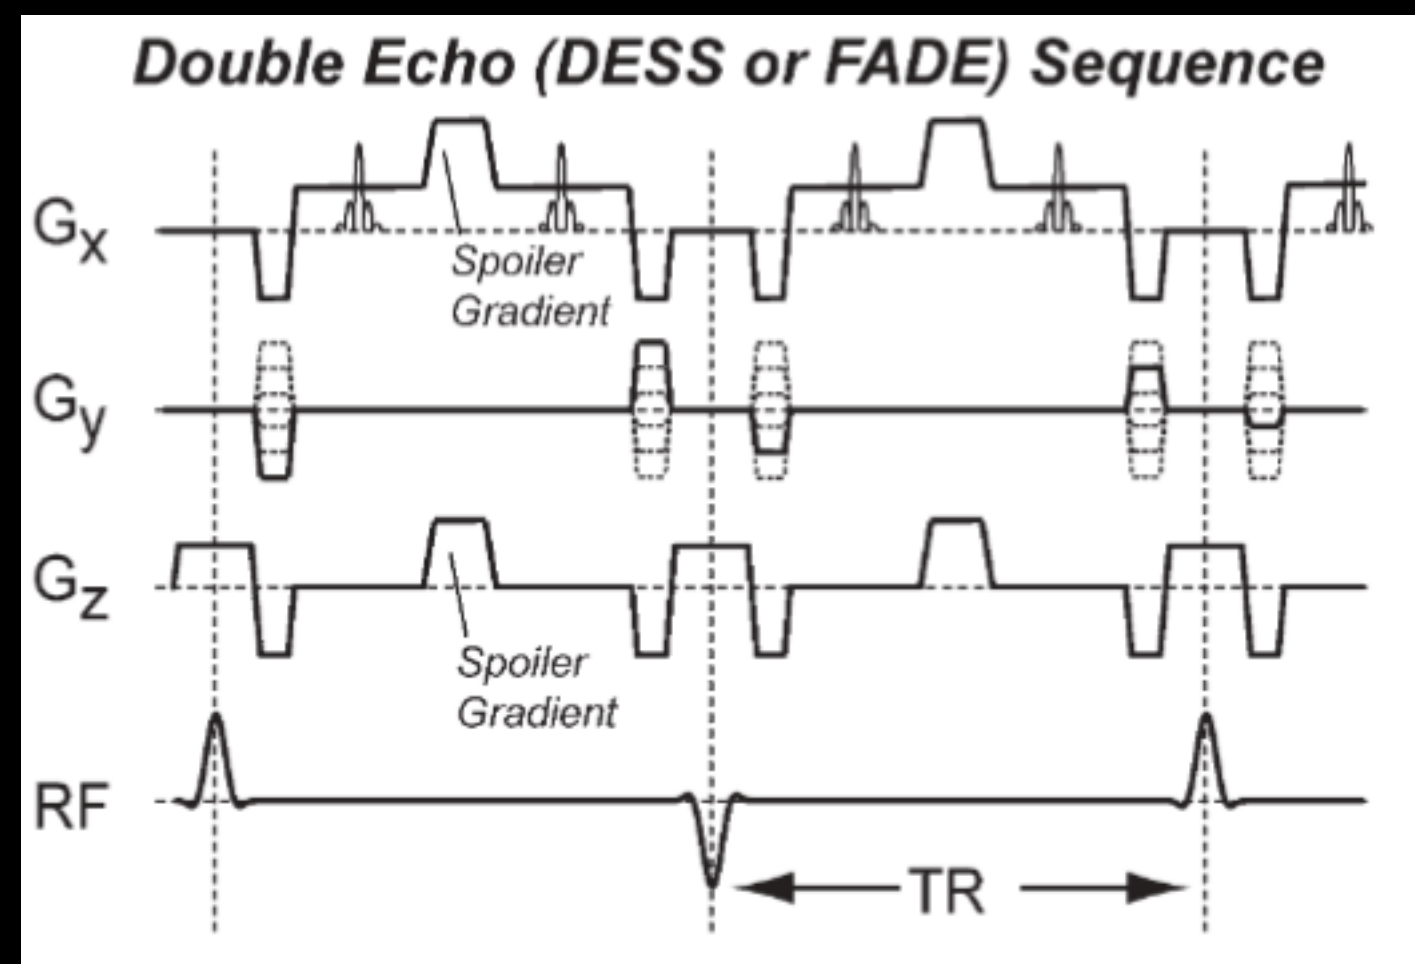 Double Echo (DESS or FADE) Sequence
Gx
Spoiler
Gradient
Gy
Gz
Spoiler
Gradient
RF
TR